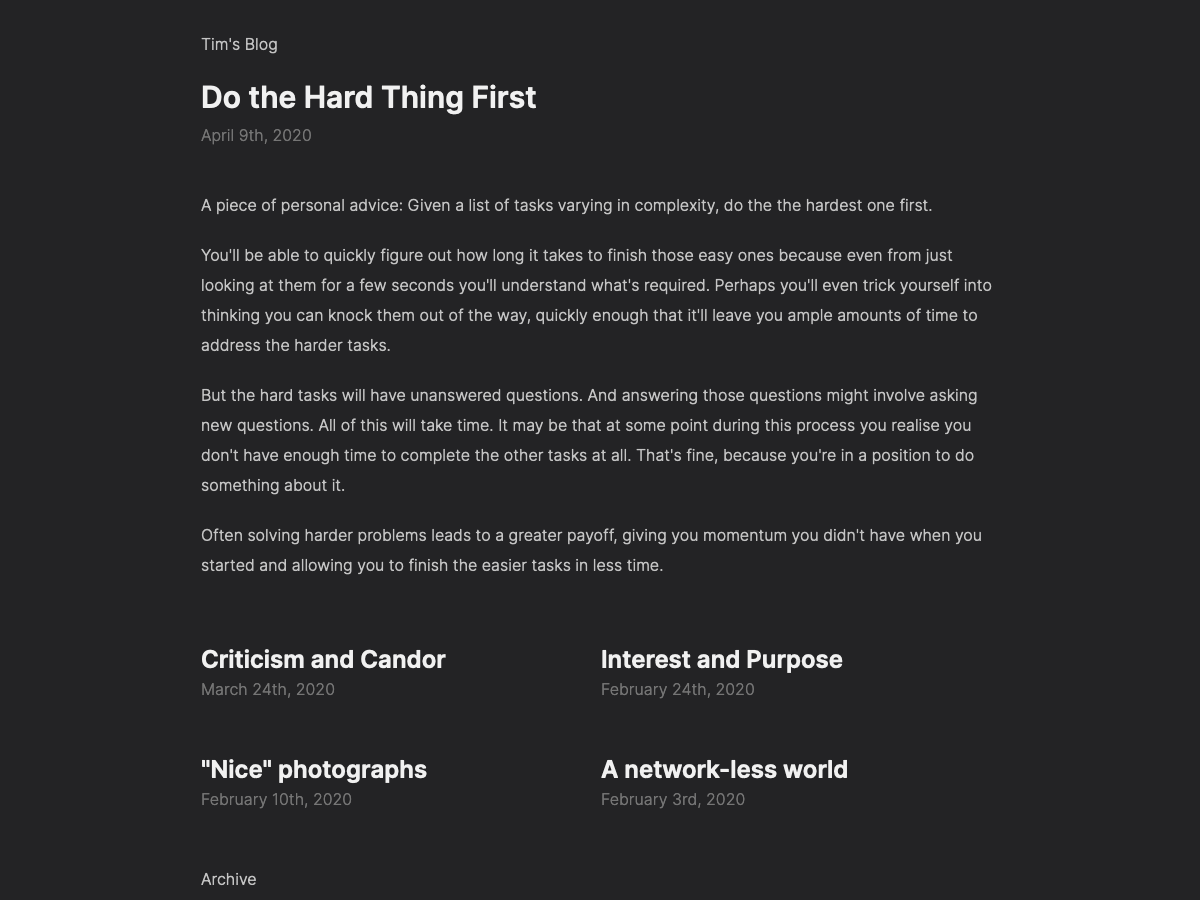 Tim's Blog
Do the Hard Thing First
April 9th, 2020
A piece of personal advice: Given a list of tasks varying in complexity, do the the hardest one first.
You'll be able to quickly figure out how long it takes to finish those easy ones because even from just
looking at them for a few seconds you'll understand what's required. Perhaps you'll even trick yourself into
thinking you can knock them out of the way, quickly enough that it'll leave you ample amounts of time to
address the harder tasks.
But the hard tasks will have unanswered questions. And answering those questions might involve asking
new questions. All of this will take time. It may be that at some point during this process you realise you
don't have enough time to complete the other tasks at all. That's fine, because you're in a position to do
something about it.
Often solving harder problems leads to a greater payoff, giving you momentum you didn't have when you
started and allowing you to finish the easier tasks in less time.
Criticism and Candor
March 24th, 2020
Interest and Purpose
February 24th, 2020
"Nice" photographs
February 10th, 2020
A network-less world
February 3rd, 2020
Archive